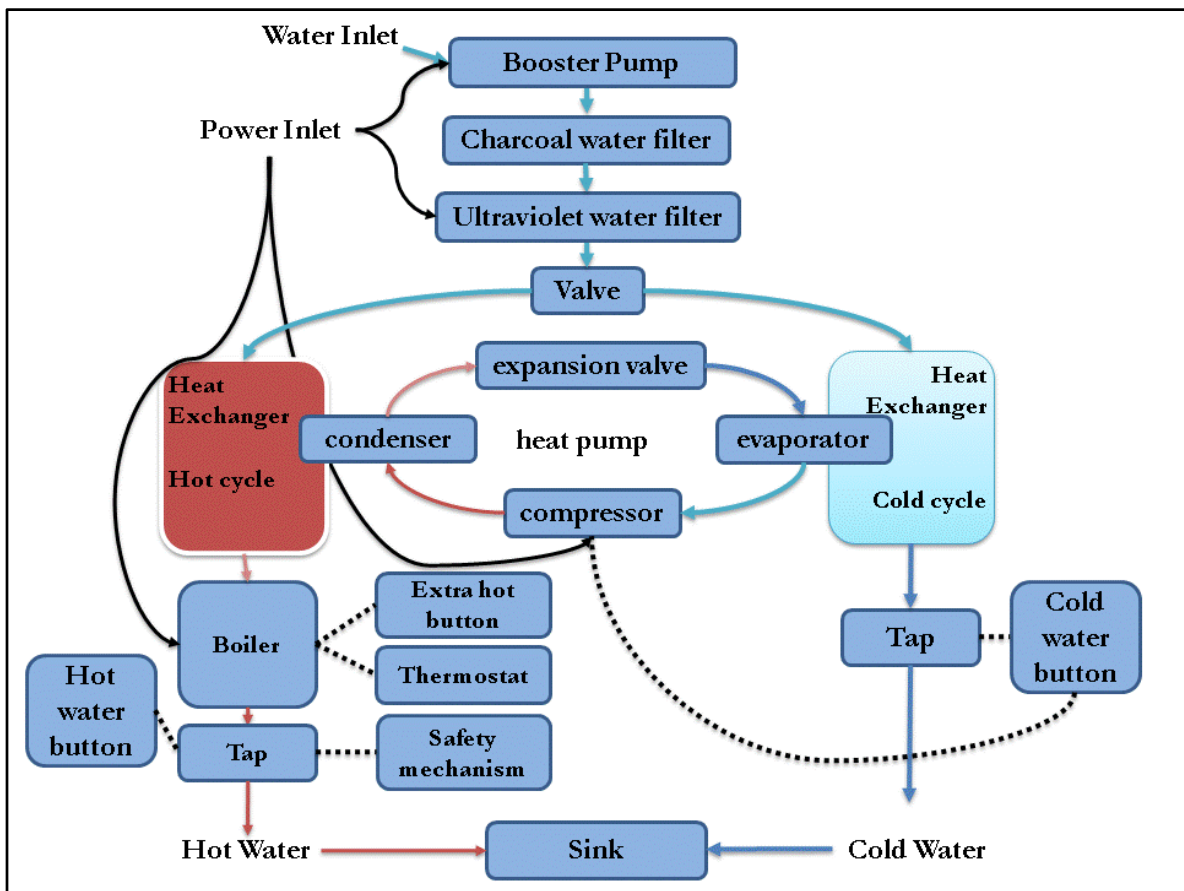 Water Inlet
Booster Pump
Power Inlet
Charcoal water filter
Ultraviolet water filter
Valve
Heat
Exchanger
Hot cycle
expansion valve
condenser
heat pump
evaporator
compressor
Heat
Exchanger
Cold cycle
Boiler
Extra hot
button
Thermostat
Hot
water
button
Tap
Safety
mechanism
Tap
Cold
water
button
Hot Water
Sink
Cold Water